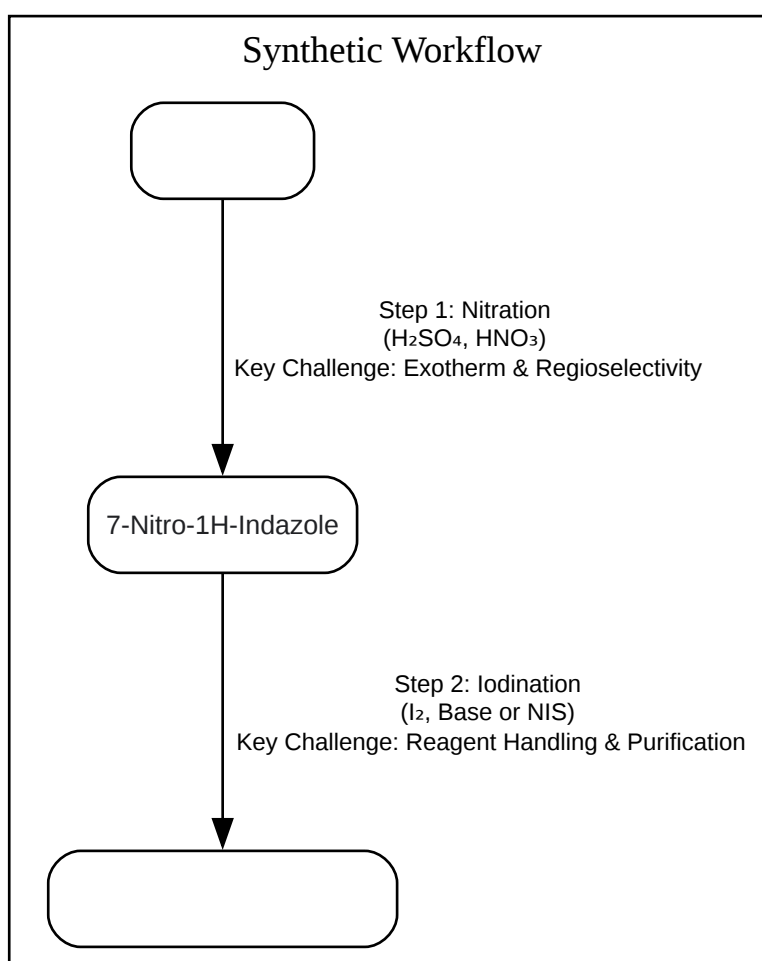 Synthetic Workflow
Step 1: Nitration
(H₂SO₄, HNO₃)
Key Challenge: Exotherm & Regioselectivity
7-Nitro-1H-Indazole
Step 2: Iodination
(I₂, Base or NIS)
Key Challenge: Reagent Handling & Purification